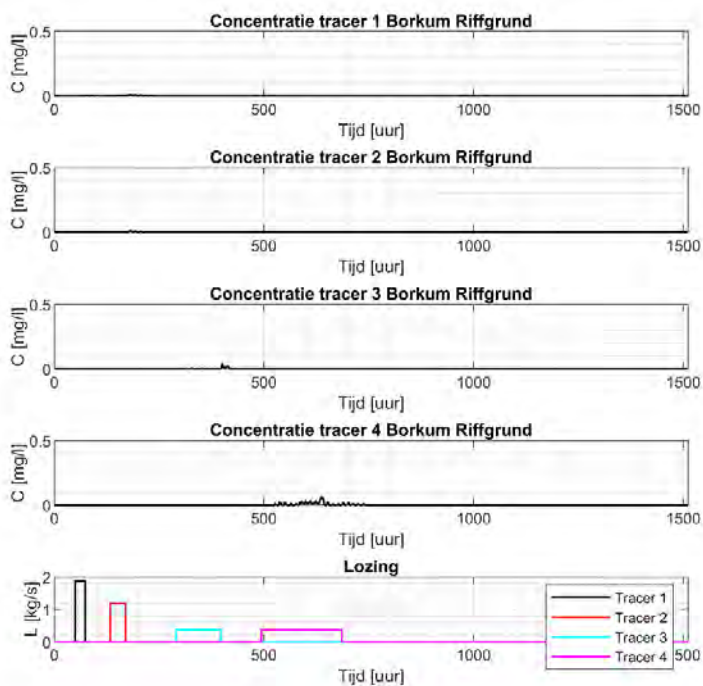 Concentratie tracer 1 Borkum Riffgrund
0.5
C [mg/l]
0
0 500 1000 1500
Tijd [uur]
Concentratie tracer 2 Borkum Riffgrund
0.5
C [mg/l]
0
0 500 1000 1500
Tijd [uur]
Concentratie tracer 3 Borkum Riffgrund
0.5
C [mg/l]
0
0 500 1000 1500
Tijd [uur]
Concentratie tracer 4 Borkum Riffgrund
0.5
C [mg/l]
0
0 500 1000 1500
Tijd [uur]
Lozing
2
L [kg/s]
1
0
Tracer 1
Tracer 2
Tracer 3
Tracer 4
0 500 1000 1500
Tijd [uur]